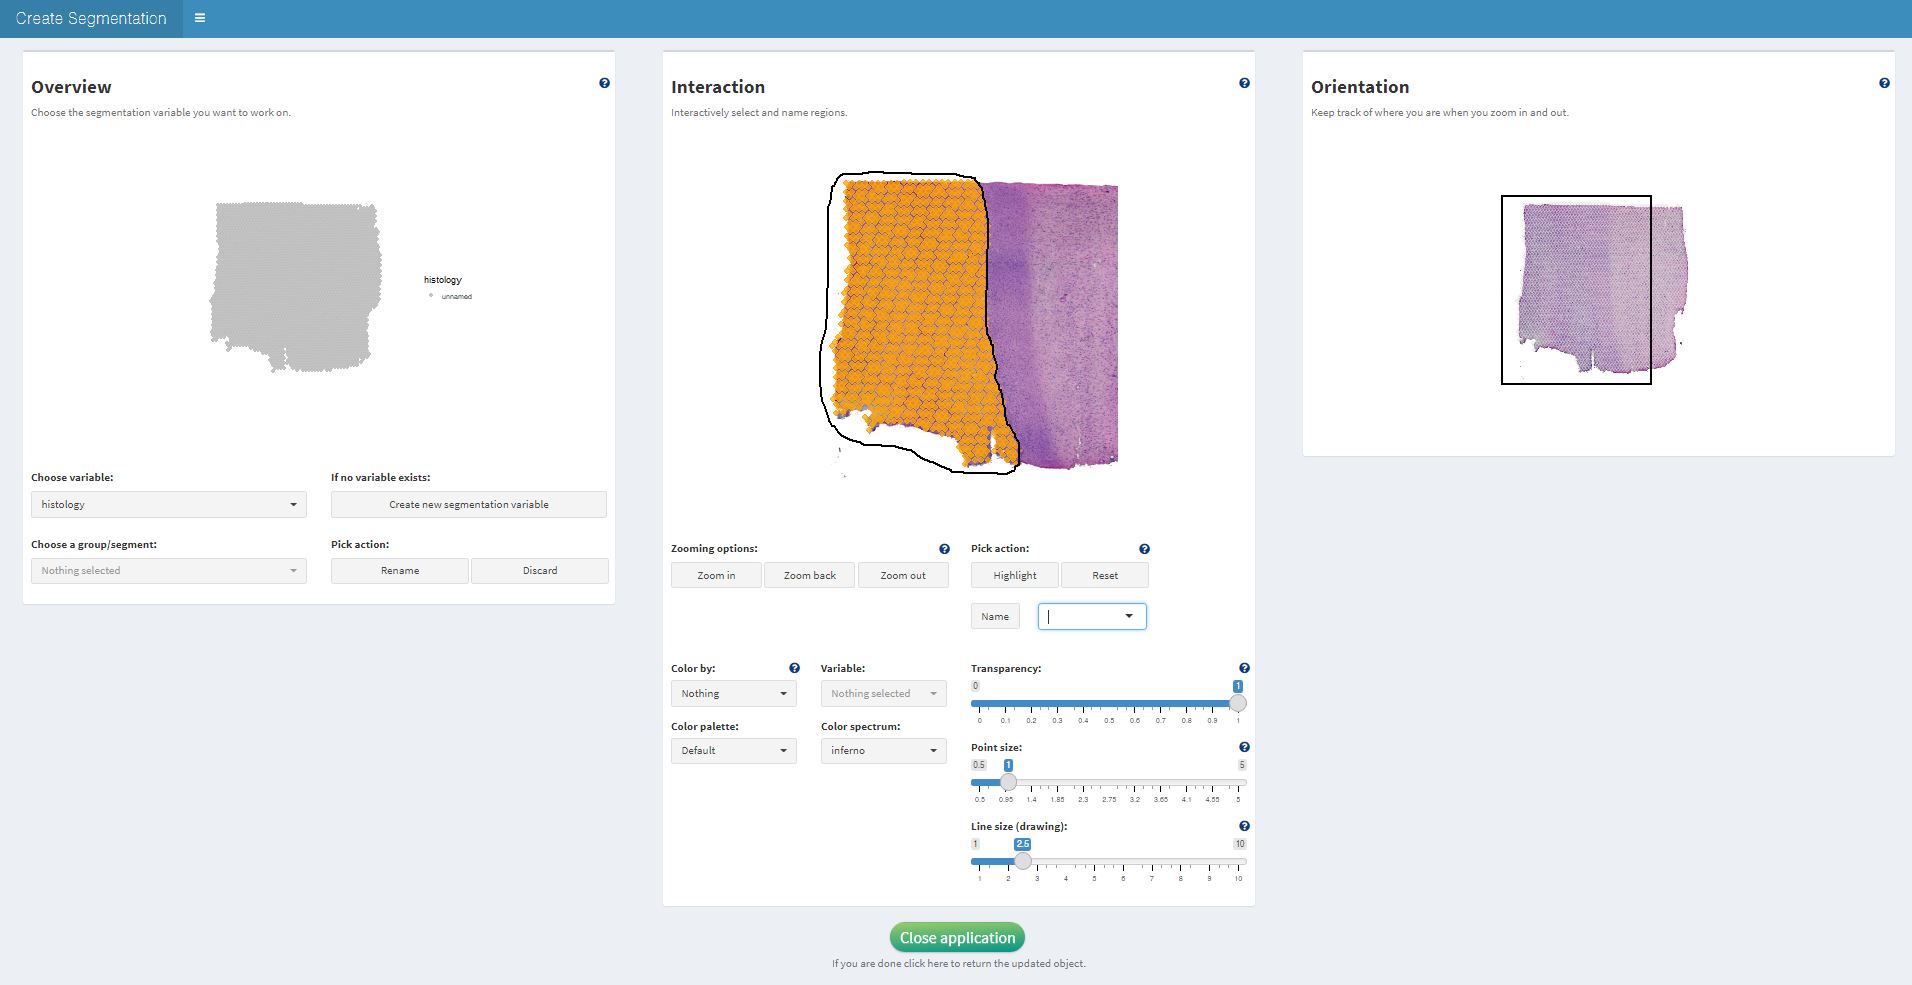 Create Segmentation
Overview
Choose the segmentation variable you want to work on.
histology
unnamed
Choose variable:
If no variable exists:
histology
Create new segmentation variable
Choose a group/segment:
Pick action:
Nothing selected
Rename
Discard
Interaction
Interactively select and name regions.
Zooming options:
Pick action:
Zoom in
Zoom back
Zoom out
Highlight
Reset
Name
Color by:
Variable:
Nothing
Nothing selected
Color palette:
Color spectrum:
Default
inferno
Transparency:
0 1
0 0.1 0.2 0.3 0.4 0.5 0.6 0.7 0.8 0.9 1
Point size:
0.5 1 5
0.5 0.95 1.4 1.85 2.3 2.75 3.2 3.65 4.1 4.55 5
Line size (drawing):
1 2.5 10
1 2 3 4 5 6 7 8 9 10
Orientation
Keep track of where you are when you zoom in and out.
Close application
If you are done click here to return the updated object.